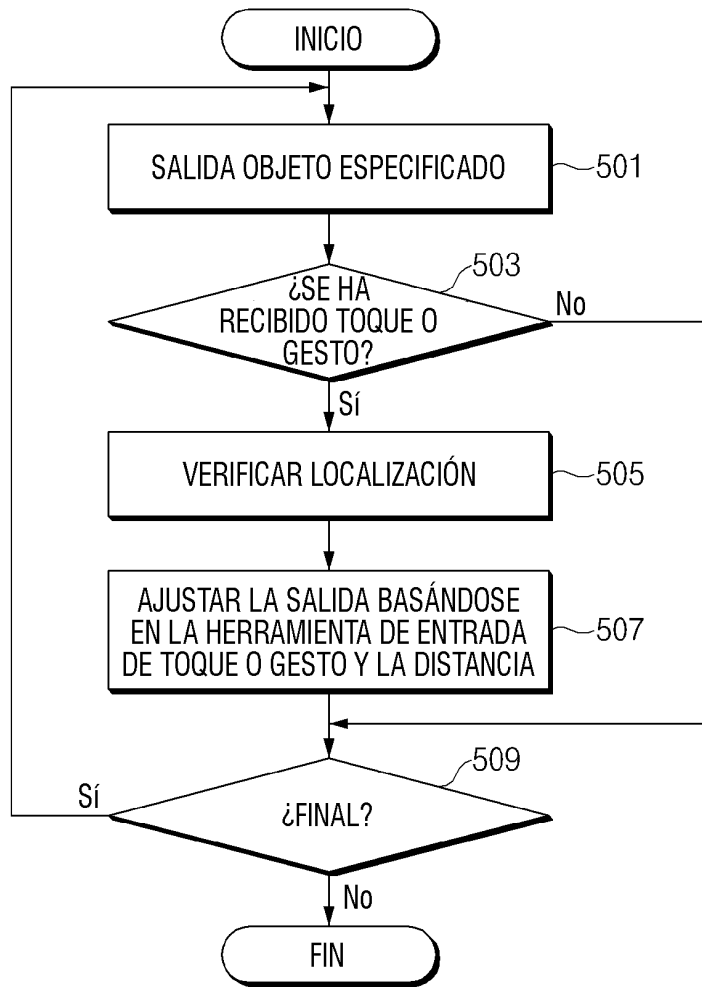 INICIO
SALIDA OBJETO ESPECIFICADO
501
503
¿SE HA
RECIBIDO TOQUE O
GESTO?
No
Sí
VERIFICAR LOCALIZACIÓN
505
AJUSTAR LA SALIDA BASÁNDOSE
EN LA HERRAMIENTA DE ENTRADA
DE TOQUE O GESTO Y LA DISTANCIA
507
509
Sí
¿FINAL?
No
FIN